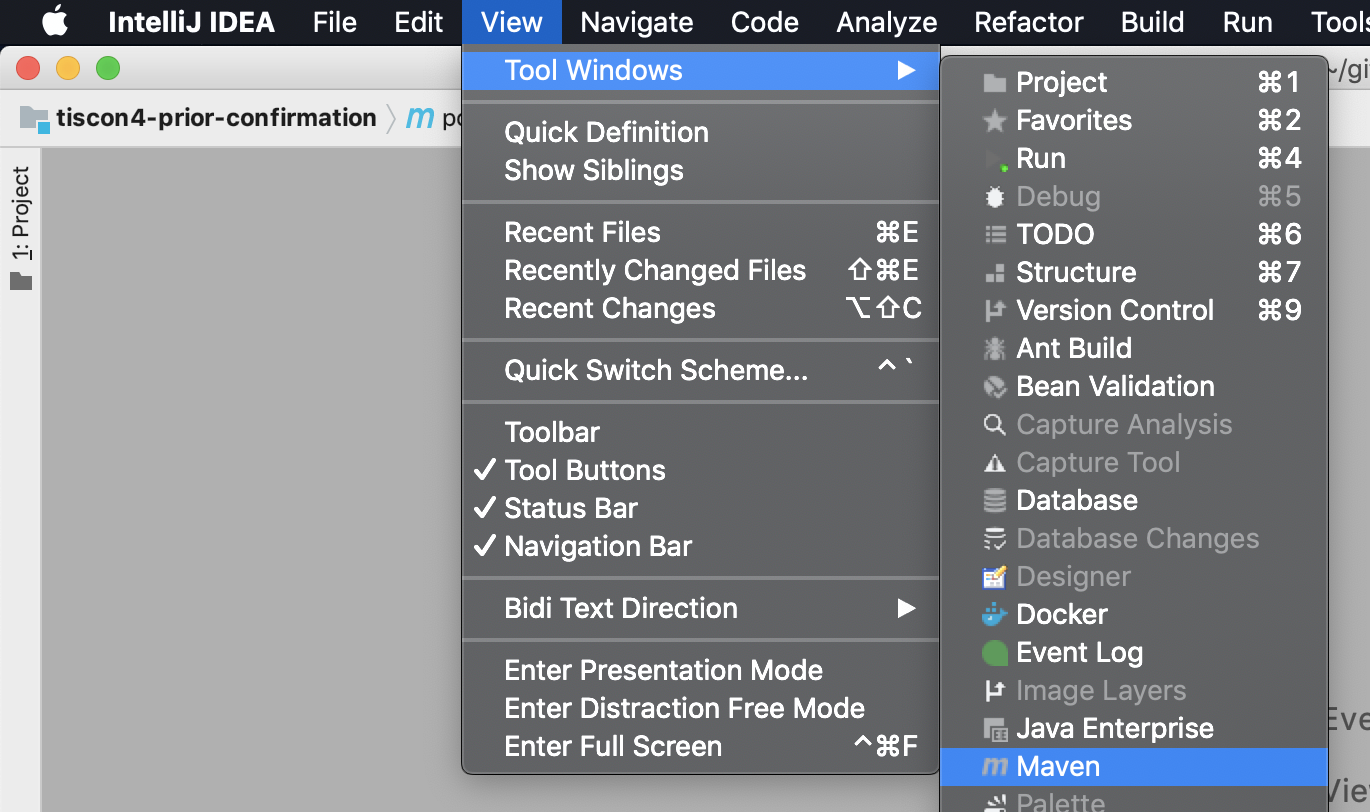 IntelliJ IDEA File Edit View Navigate Code Analyze Refactor Build Run Tools
tiscon4-prior-confirmation
1: Project
Tool Windows
Quick Definition
Show Siblings
Recent Files ⌘E
Recently Changed Files ⇧⌘E
Recent Changes ⌥⇧C
Quick Switch Scheme... ^`
Toolbar
✓ Tool Buttons
✓ Status Bar
✓ Navigation Bar
Bidi Text Direction
Enter Presentation Mode
Enter Distraction Free Mode
Enter Full Screen ^⌘F
Project ⌘1
Favorites ⌘2
Run ⌘4
Debug ⌘5
TODO ⌘6
Structure ⌘7
Version Control ⌘9
Ant Build
Bean Validation
Capture Analysis
Capture Tool
Database
Database Changes
Designer
Docker
Event Log
Image Layers
Java Enterprise
Maven
Palette